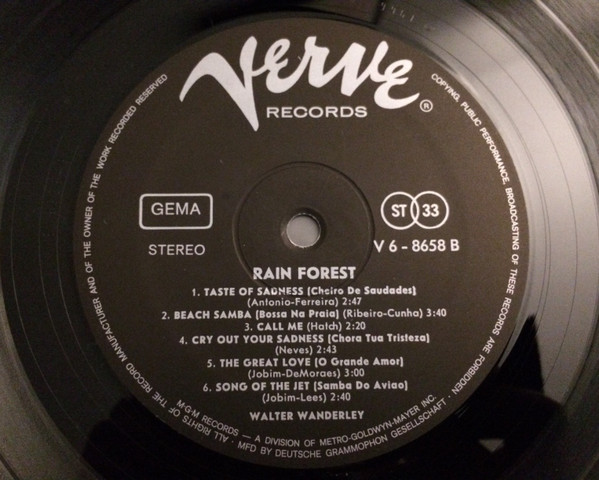 Verve
RECORDS
®
GEMA
STEREO
ST 33
V 6 - 8658 B
RAIN FOREST
1. TASTE OF SADNESS (Cheiro De Saudades)
(Antonio-Ferreira) 2:47
2. BEACH SAMBA (Bossa Na Praia) (Ribeiro-Cunha) 3:40
3. CALL ME (Hatch) 2:20
4. CRY OUT YOUR SADNESS (Chora Tua Tristeza)
(Neves) 2:43
5. THE GREAT LOVE (O Grande Amor)
(Jobim-DeMoraes) 3:00
6. SONG OF THE JET (Samba Do Aviao)
(Jobim-Lees) 2:40
WALTER WANDERLEY
M·G·M RECORDS — A DIVISION OF METRO-GOLDWYN-MAYER INC.
· ALL RIGHTS OF THE RECORD MANUFACTURER AND OF THE OWNER OF THE WORK RECORDED RESERVED
COPYING, PUBLIC PERFORMANCE, BROADCASTING OF THESE RECORDS ARE FORBIDDEN
· MFD BY DEUTSCHE GRAMMOPHON GESELLSCHAFT ·